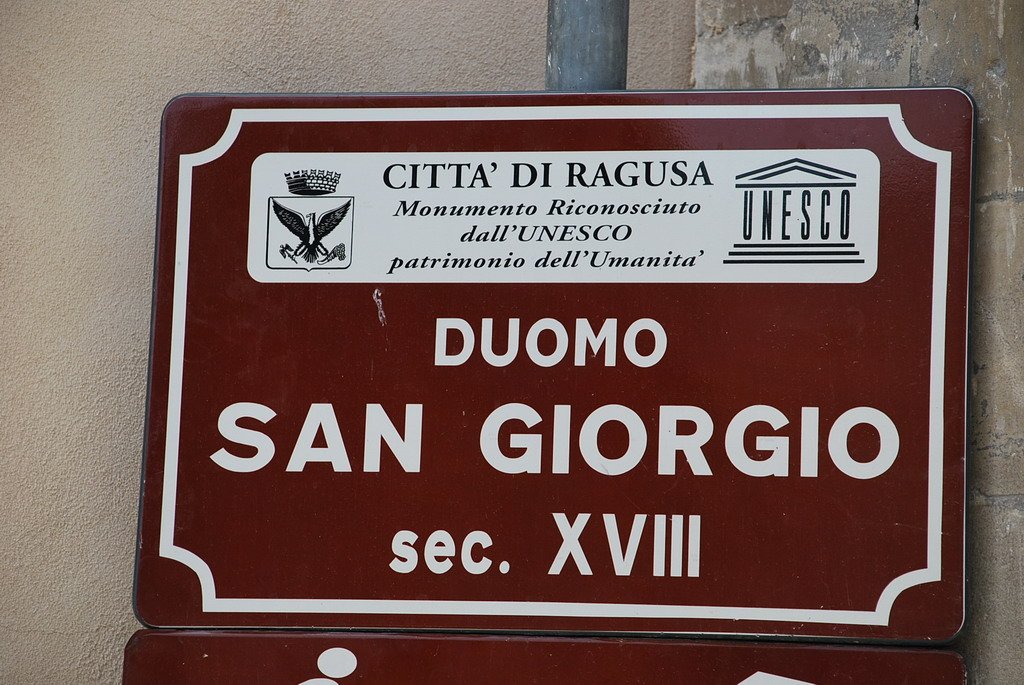 CITTA' DI RAGUSA
Monumento Riconosciuto
dall'UNESCO
patrimonio dell'Umanita'
UNESCO
DUOMO
SAN GIORGIO
sec. XVIII